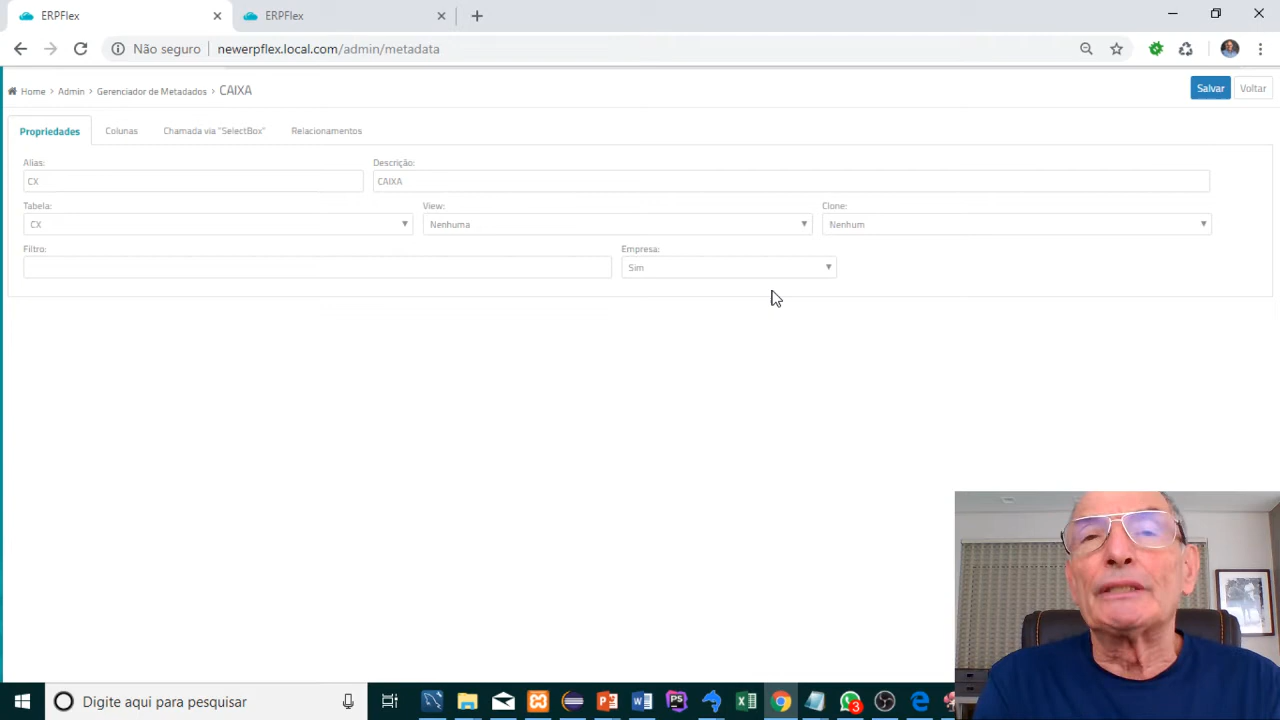 ERPFlex
ERPFlex
Não seguro
newerpflex.local.com/admin/metadata
Home > Admin > Gerenciador de Metadados > CAIXA
Salvar
Voltar
Propriedades
Colunas
Chamada via "SelectBox"
Relacionamentos
Alias:
Descrição:
CX
CAIXA
Tabela:
View:
Clone:
CX
Nenhuma
Nenhum
Filtro:
Empresa:
Sim
Digite aqui para pesquisar
PS
3